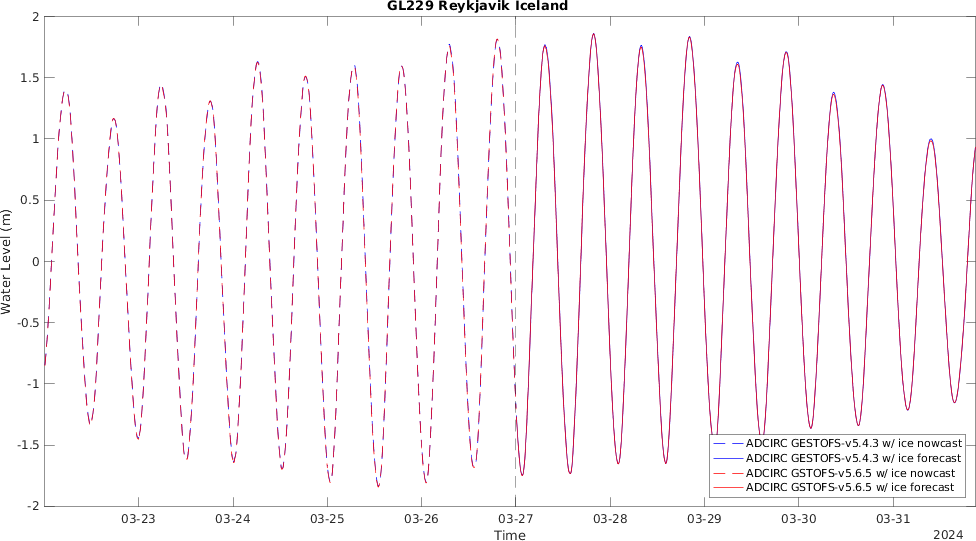 GL229 Reykjavik Iceland
2
1.5
1
0.5
0
-0.5
-1
-1.5
-2
Water Level (m)
ADCIRC GESTOFS-v5.4.3 w/ ice nowcast
ADCIRC GESTOFS-v5.4.3 w/ ice forecast
ADCIRC GSTOFS-v5.6.5 w/ ice nowcast
ADCIRC GSTOFS-v5.6.5 w/ ice forecast
03-23 03-24 03-25 03-26 03-27 03-28 03-29 03-30 03-31
Time
2024